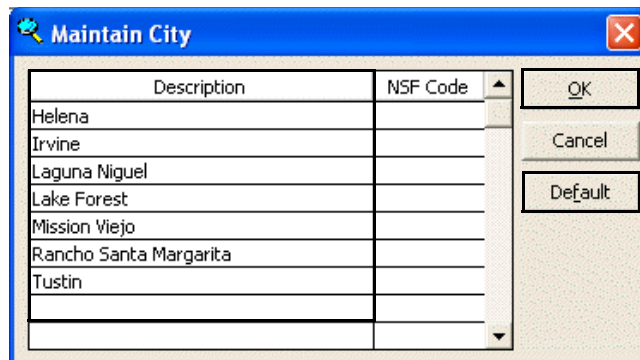 Maintain City
Description NSF Code OK
Helena
Irvine Cancel
Laguna Niguel
Lake Forest Default
Mission Viejo
Rancho Santa Margarita
Tustin